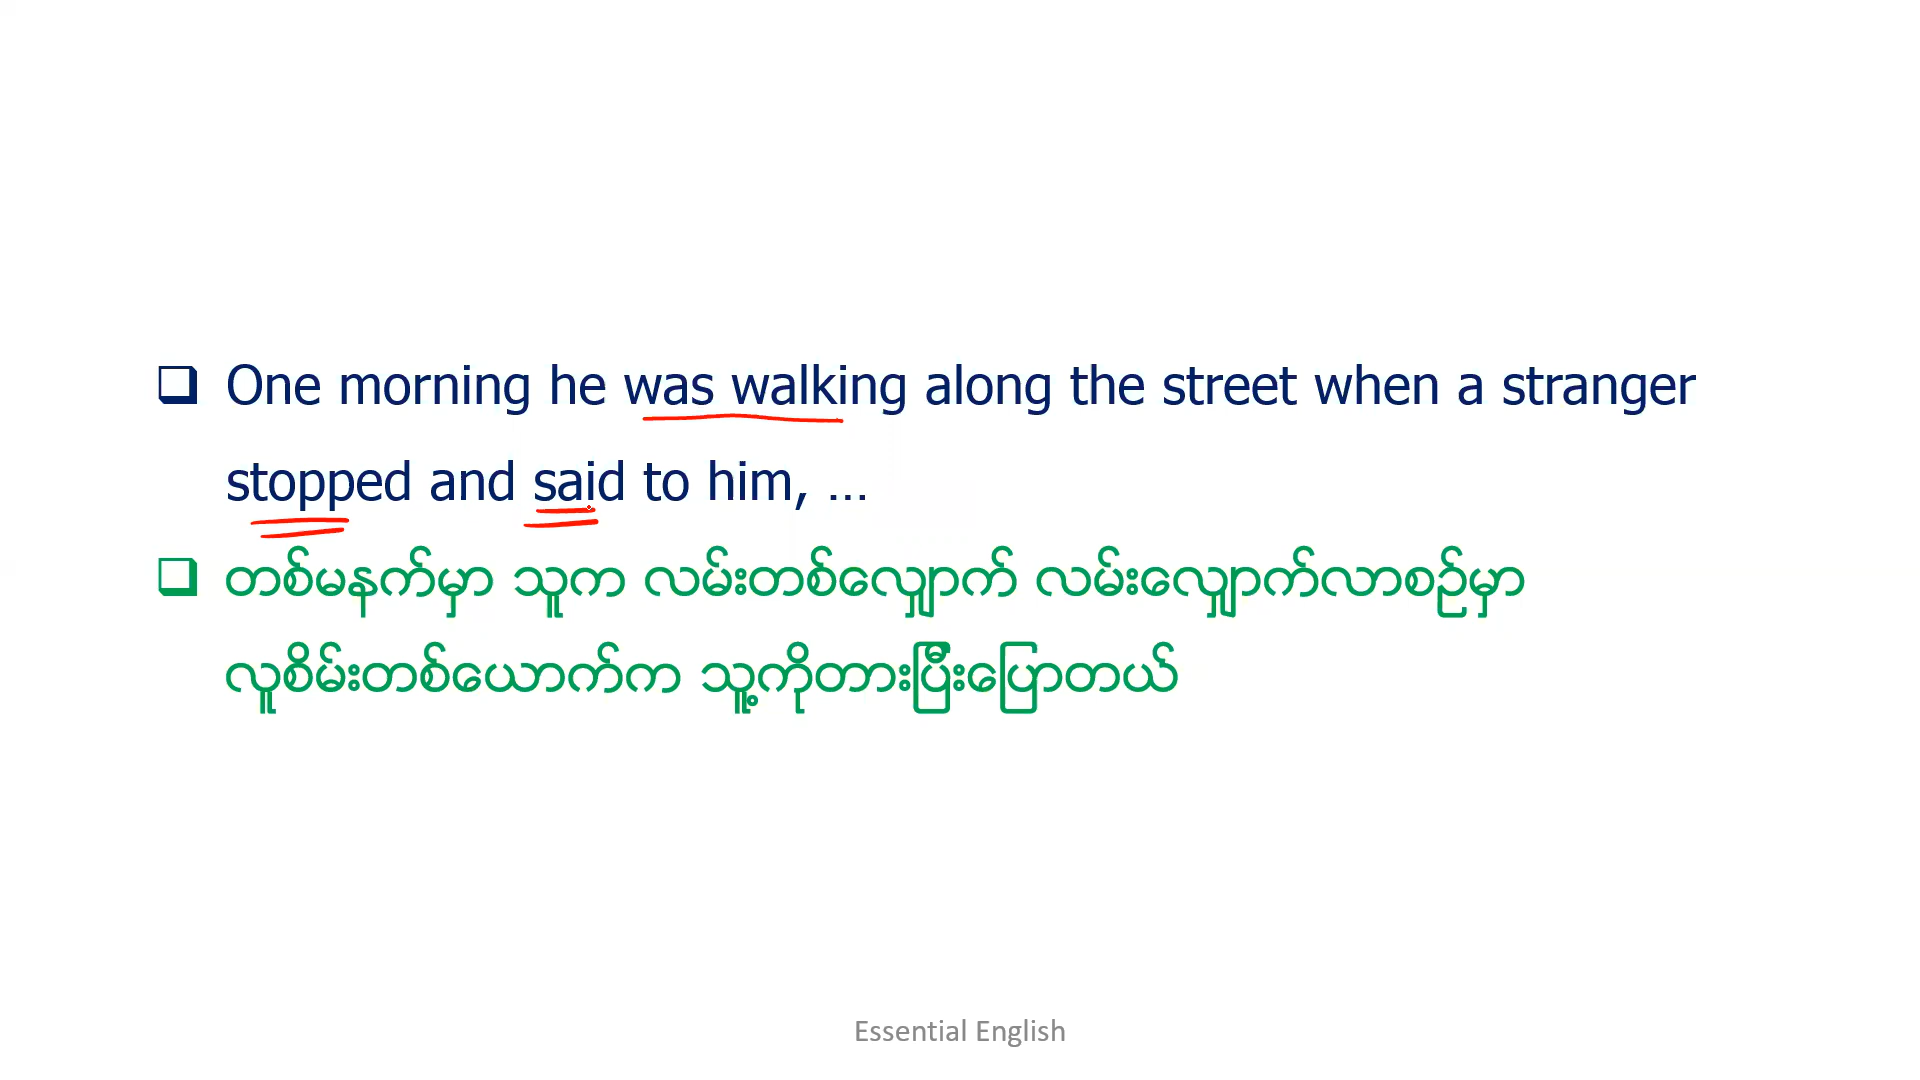 One morning he was walking along the street when a stranger
stopped and said to him, ...
တစ်မနက်မှာ သူက လမ်းတစ်လျှောက် လမ်းလျှောက်လာစဉ်မှာ
လူစိမ်းတစ်ယောက်က သူ့ကိုတားပြီးပြောတယ်
Essential English